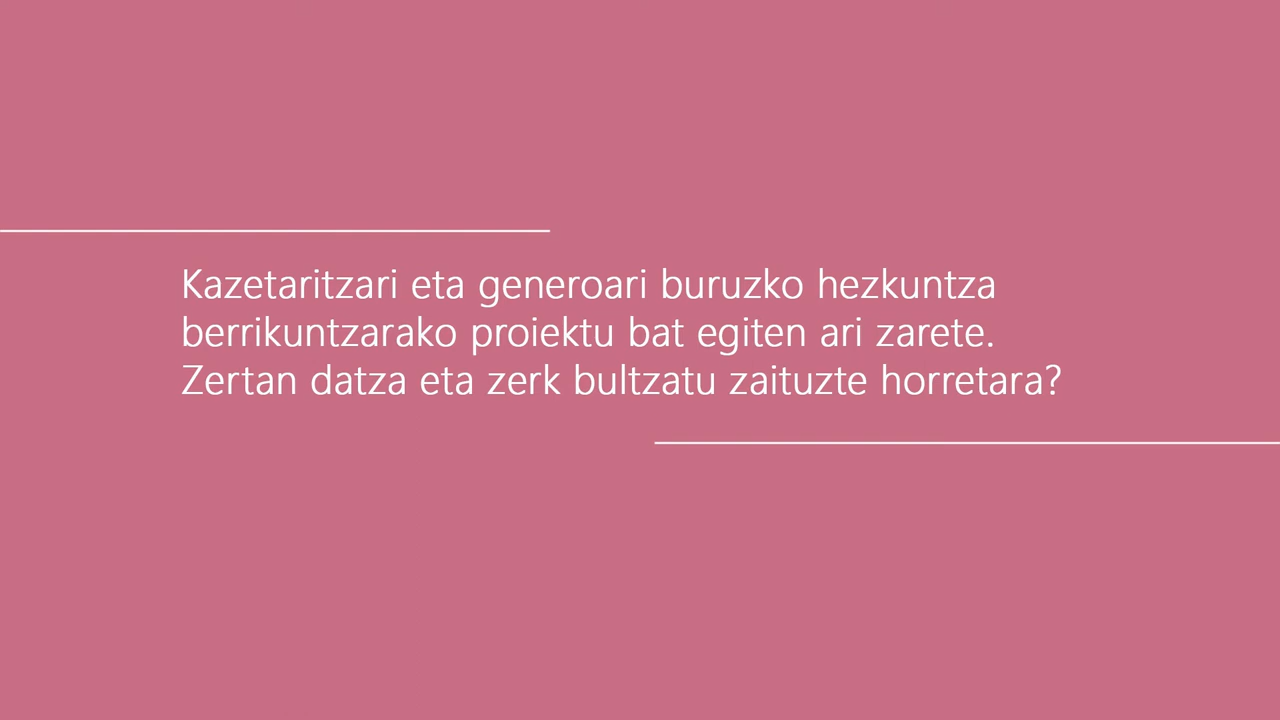 Kazetaritzari eta generoari buruzko hezkuntza
berrikuntzarako proiektu bat egiten ari zarete.
Zertan datza eta zerk bultzatu zaituzte horretara?